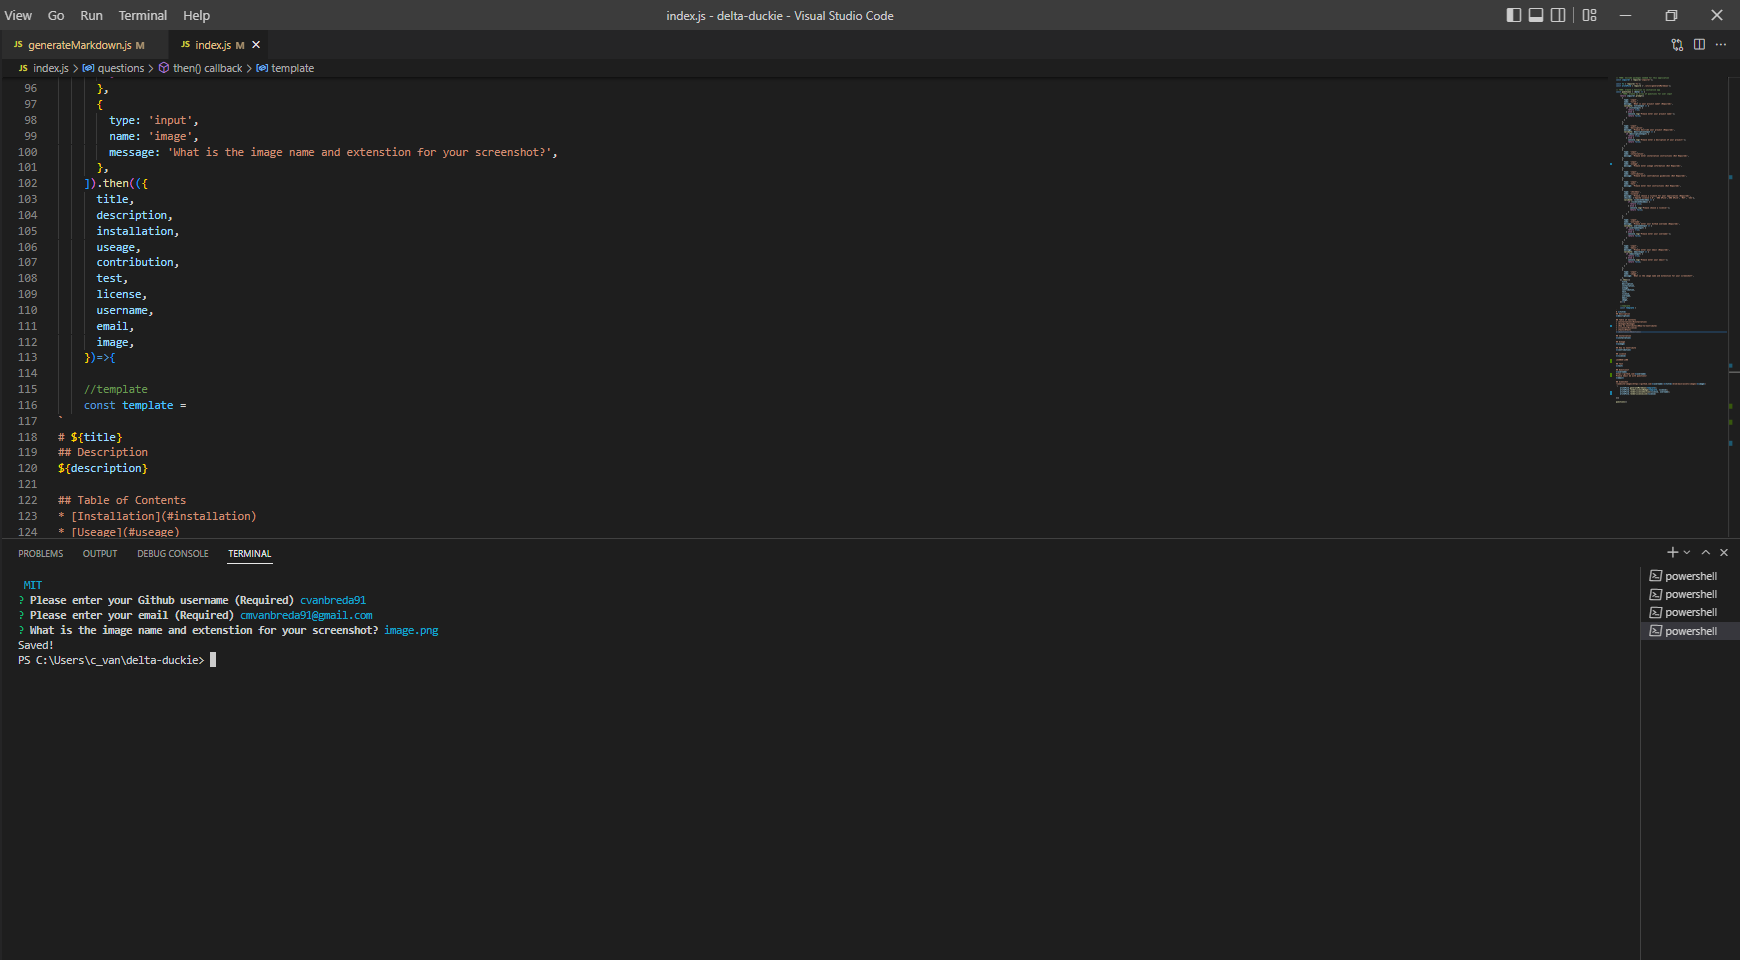 View Go Run Terminal Help index.js - delta-duckie - Visual Studio Code
JS generateMarkdown.js M JS index.js M
JS index.js > questions > then() callback > template
96 },
97 {
98 type: 'input',
99 name: 'image',
100 message: 'What is the image name and extenstion for your screenshot?',
101 },
102 ]).then(({
103 title,
104 description,
105 installation,
106 useage,
107 contribution,
108 test,
109 license,
110 username,
111 email,
112 image,
113 })=>{
114
115 //template
116 const template =
117 `
118 # ${title}
119 ## Description
120 ${description}
121
122 ## Table of Contents
123 * [Installation](#installation)
124 * [Useage](#useage)
PROBLEMS OUTPUT DEBUG CONSOLE TERMINAL
MIT
? Please enter your Github username (Required) cvanbreda91
? Please enter your email (Required) cmvanbreda91@gmail.com
? What is the image name and extenstion for your screenshot? image.png
Saved!
PS C:\Users\c_van\delta-duckie>
powershell
powershell
powershell
powershell